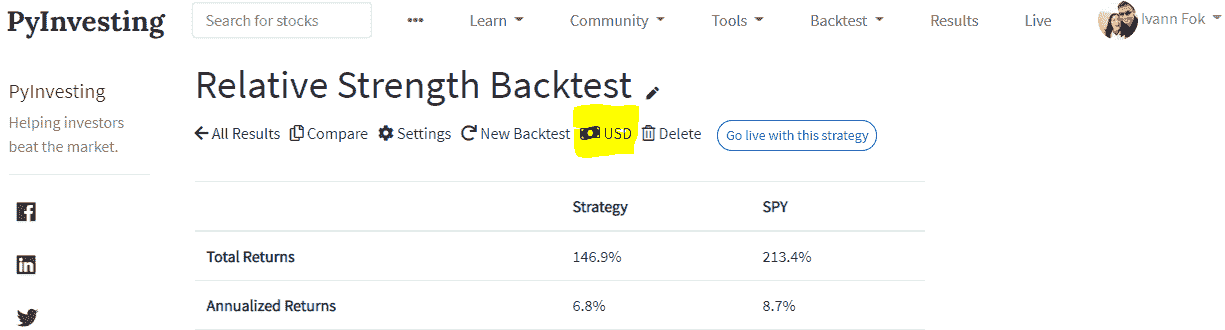 PyInvesting Search for stocks Learn Community Tools Backtest Results Live Ivann Fok
PyInvesting
Helping investors
beat the market.
Relative Strength Backtest
All Results Compare Settings New Backtest USD Delete Go live with this strategy
Strategy SPY
Total Returns 146.9% 213.4%
Annualized Returns 6.8% 8.7%